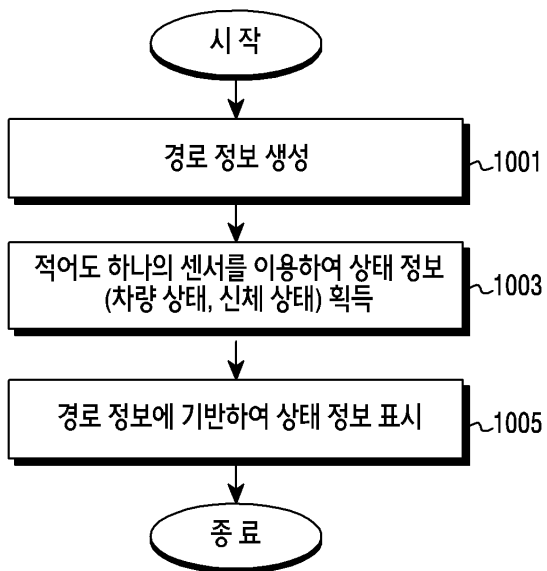 시 작
경로 정보 생성
1001
적어도 하나의 센서를 이용하여 상태 정보
(차량 상태, 신체 상태) 획득
1003
경로 정보에 기반하여 상태 정보 표시
1005
종 료